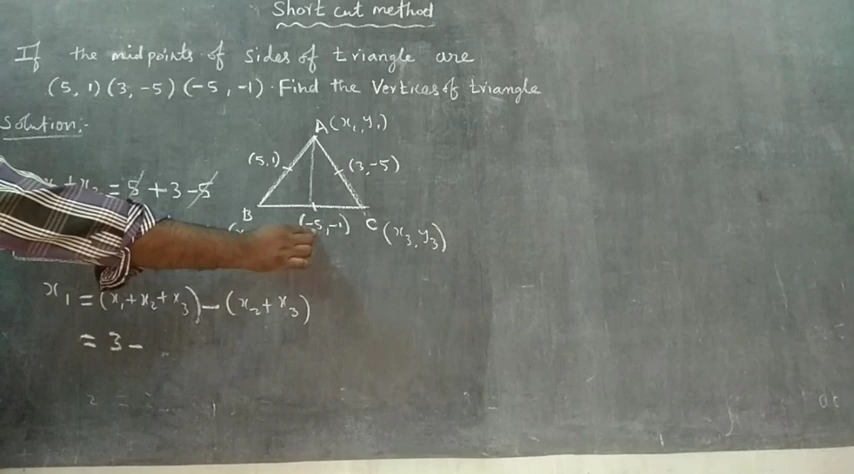 Short cut method
If the midpoints of sides of triangle are
(5, 1) (3, -5) (-5, -1). Find the Vertices of triangle
Solution:-
A (x₁, y₁)
(5,1)
(3, -5)
= 5 + 3 - 5
B
(-5, -1)
C (x₃, y₃)
x₁ = (x₁ + x₂ + x₃) - (x₂ + x₃)
= 3 -